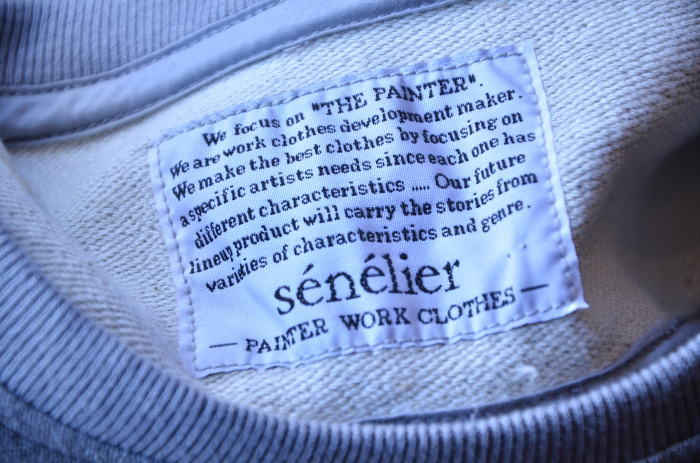 We focus on "THE PAINTER".
We are work clothes development maker.
We make the best clothes by focusing on
a specific artists needs since each one has
different characteristics ..... Our future
lineup product will carry the stories from
varieties of characteristics and genre.
sénélier
— PAINTER WORK CLOTHES —